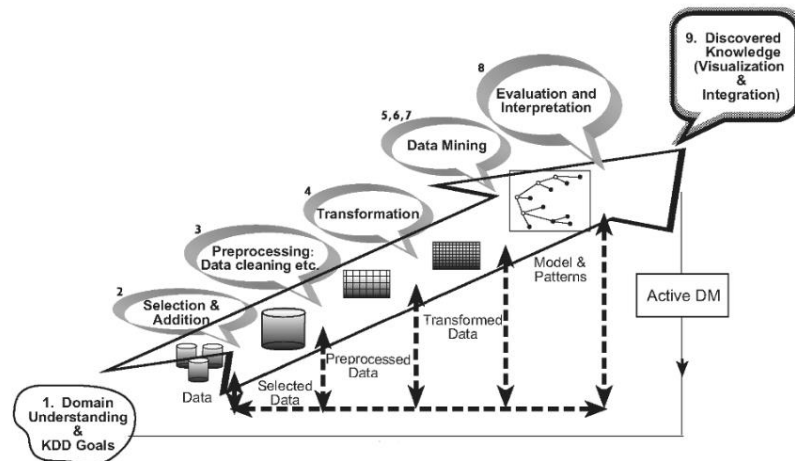 9. Discovered
Knowledge
(Visualization
&
Integration)
8
Evaluation and
Interpretation
5,6,7
Data Mining
4
Transformation
3
Preprocessing:
Data cleaning etc.
2
Selection &
Addition
1. Domain
Understanding
&
KDD Goals
Data
Selected
Data
Preprocessed
Data
Transformed
Data
Model &
Patterns
Active DM